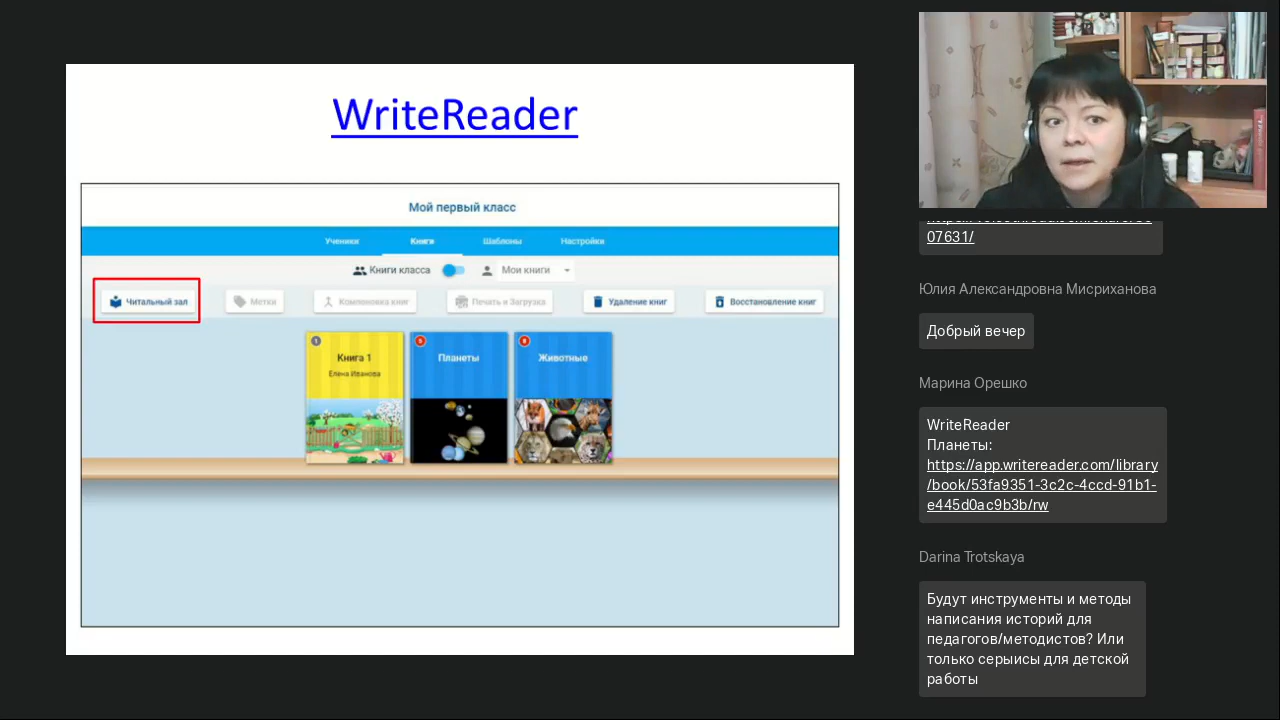 WriteReader
Мой первый класс
Ученики Книги Шаблоны Настройки
Книги класса Мои книги
Читальный зал Метки Компоновка книг Печать и Загрузка Удаление книг Восстановление книг
Книга 1
Елена Иванова
Планеты
Животные
07631/
Юлия Александровна Мисриханова
Добрый вечер
Марина Орешко
WriteReader
Планеты:
https://app.writereader.com/library
/book/53fa9351-3c2c-4ccd-91b1-
e445d0ac9b3b/rw
Darina Trotskaya
Будут инструменты и методы
написания историй для
педагогов/методистов? Или
только серыисы для детской
работы